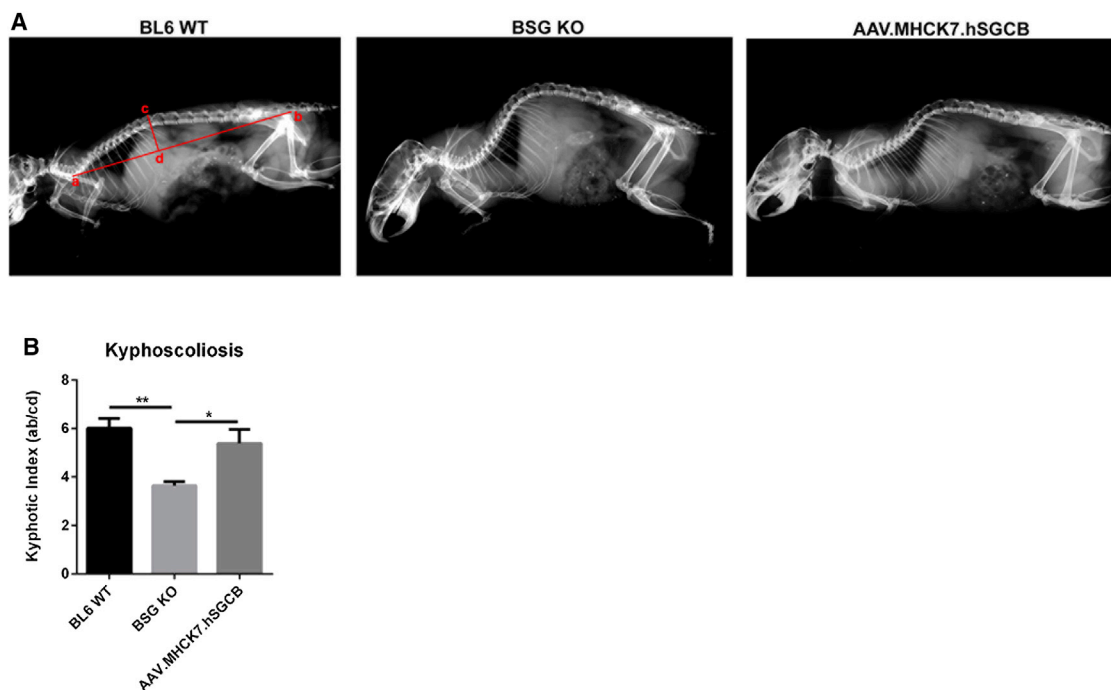 A
BL6 WT
BSG KO
AAV.MHCK7.hSGCB
c
b
d
a
B
Kyphoscoliosis
Kyphotic Index (ab/cd)
8
6
4
2
0
**
*
BL6 WT
BSG KO
AAV.MHCK7.hSGCB